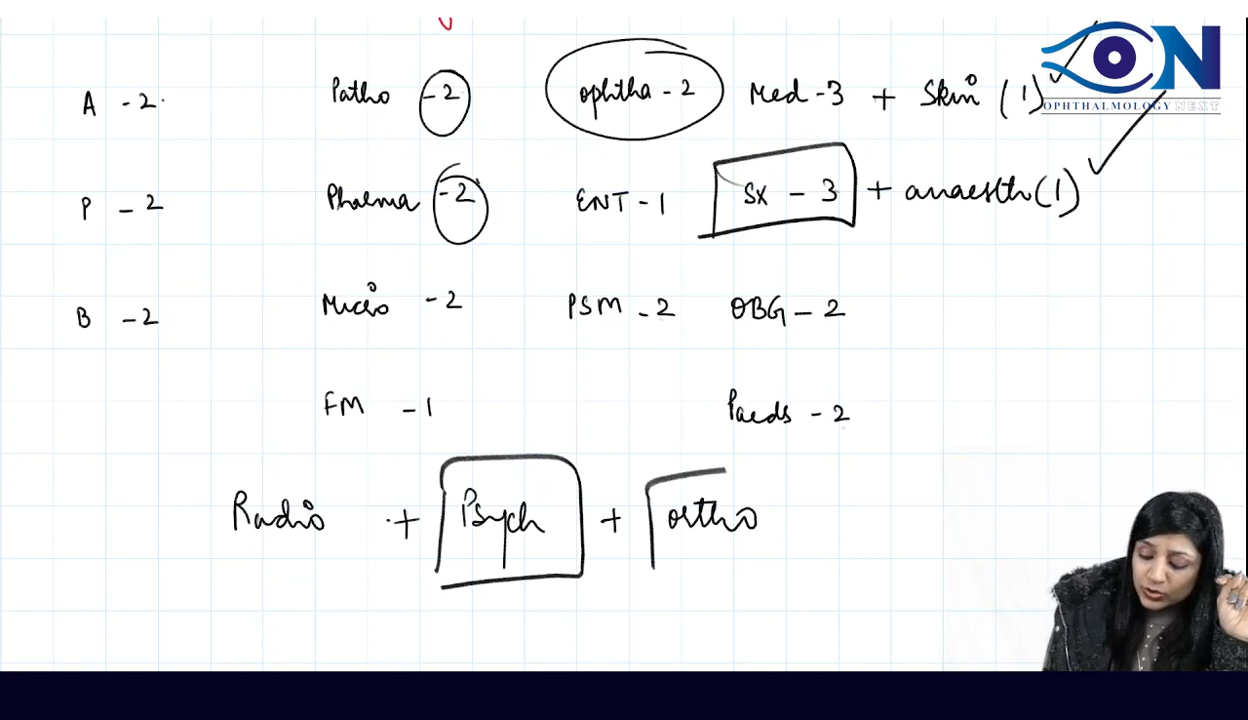 ON
OPHTHALMOLOGY NEXT
A - 2. Patho - 2 ophtha - 2 Med - 3 + Skin (1)
P - 2 Pharma - 2 ENT - 1 Sx - 3 + anaesth (1)
B - 2 Micro - 2 PSM - 2 OBG - 2
FM - 1 Paeds - 2
Radio + Psych + ortho